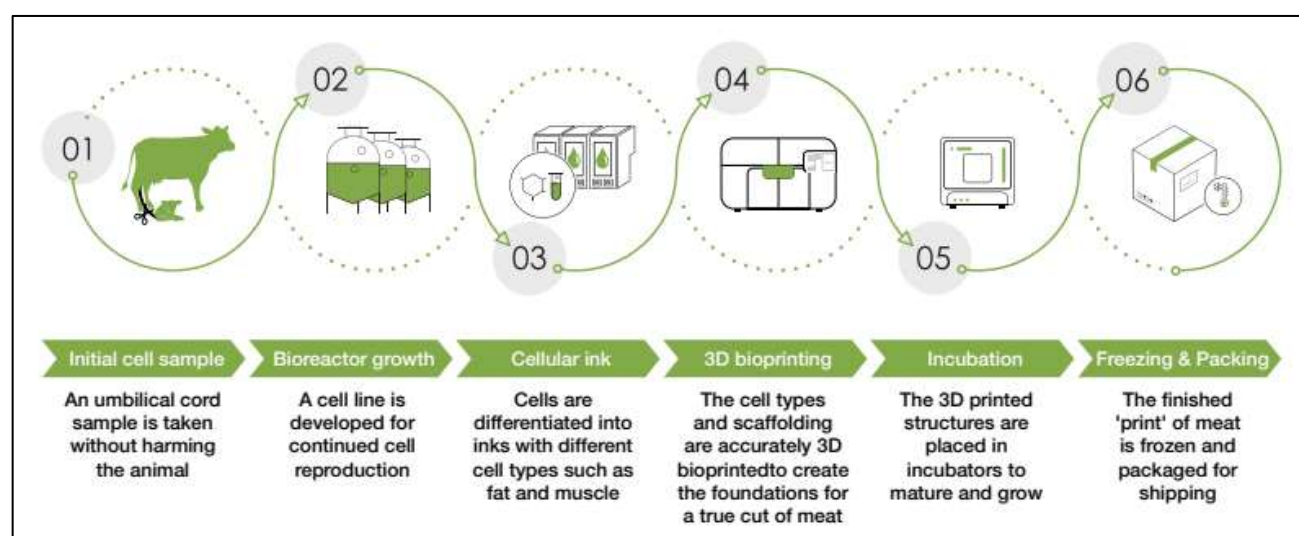 01
02
03
04
05
06
Initial cell sample
Bioreactor growth
Cellular ink
3D bioprinting
Incubation
Freezing & Packing
An umbilical cord
sample is taken
without harming
the animal
A cell line is
developed for
continued cell
reproduction
Cells are
differentiated into
inks with different
cell types such as
fat and muscle
The cell types
and scaffolding
are accurately 3D
bioprintedto create
the foundations for
a true cut of meat
The 3D printed
structures are
placed in
incubators to
mature and grow
The finished
'print' of meat
is frozen and
packaged for
shipping